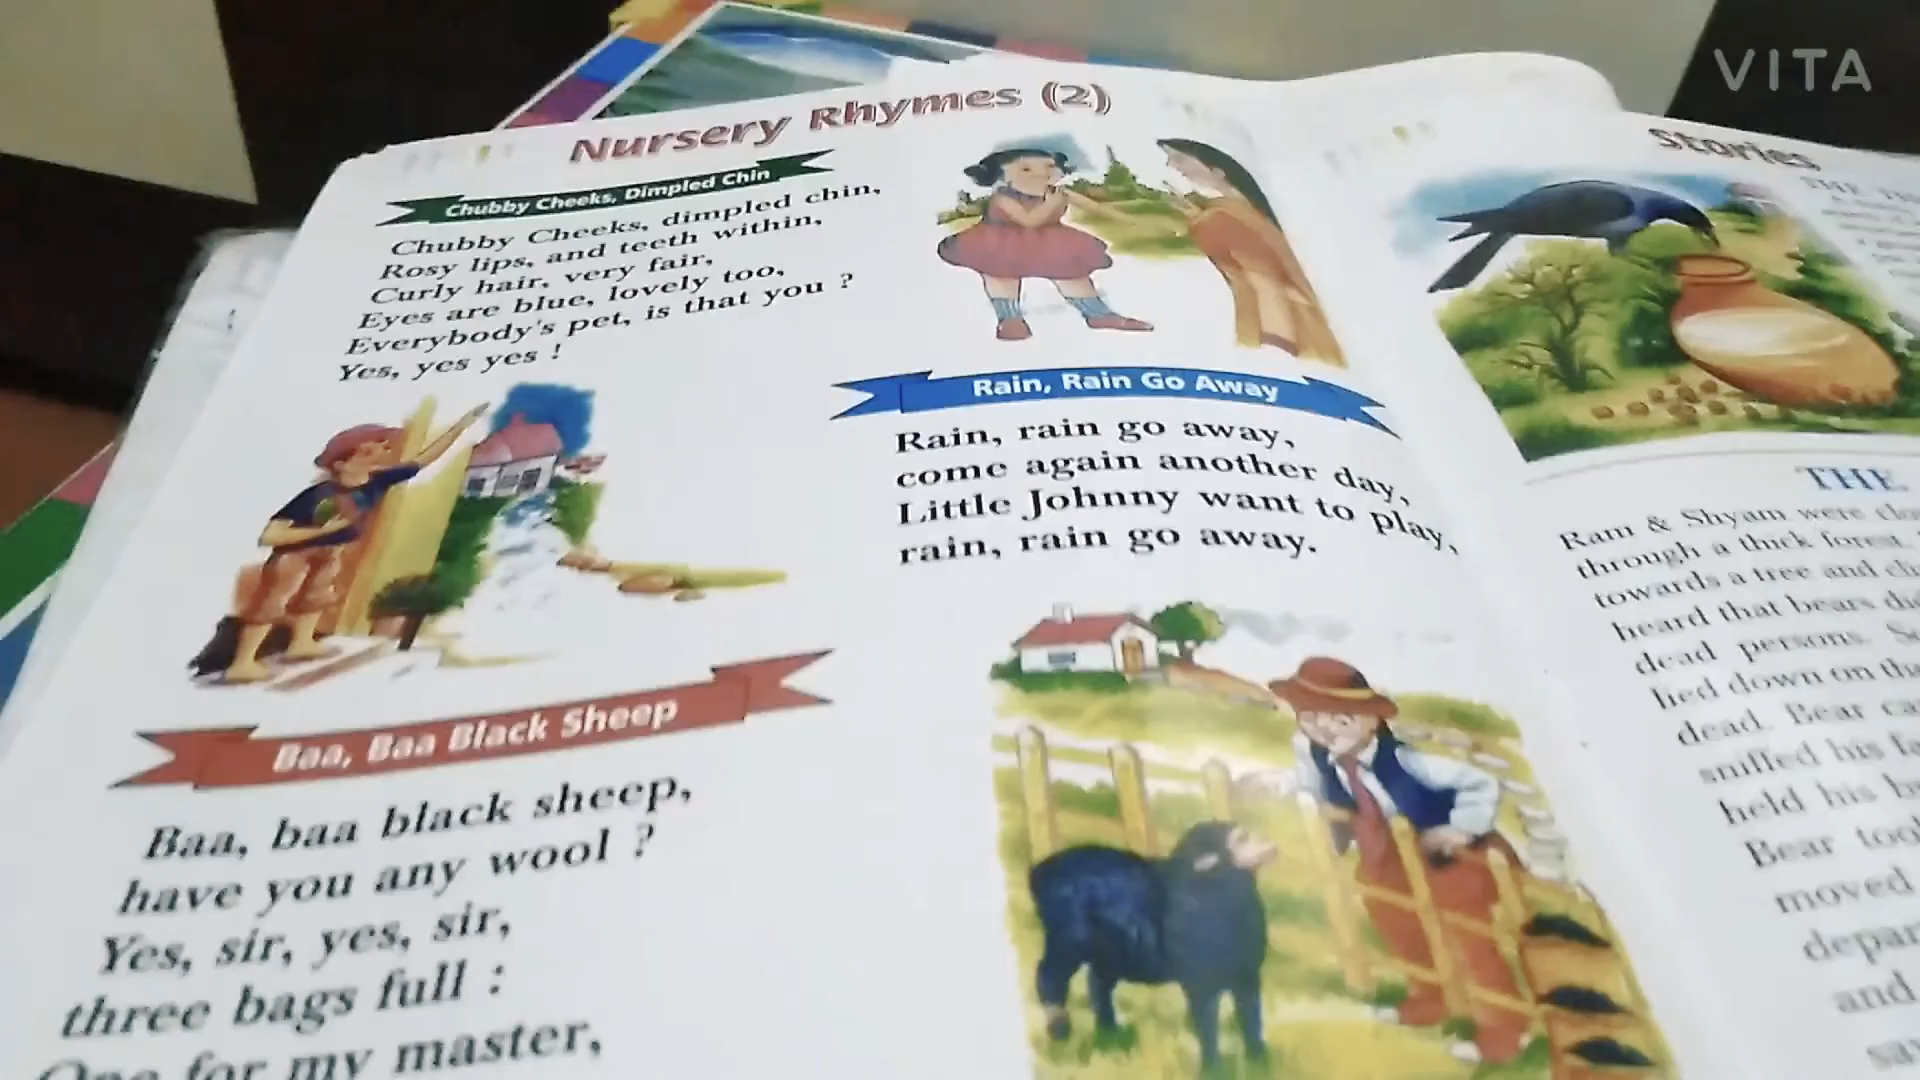 VITA
Nursery Rhymes (2)
Chubby Cheeks, Dimpled Chin
Chubby Cheeks, dimpled chin,
Rosy lips, and teeth within,
Curly hair, very fair,
Eyes are blue, lovely too,
Everybody's pet, is that you ?
Yes, yes yes !
Baa, Baa Black Sheep
Baa, baa black sheep,
have you any wool ?
Yes, sir, yes, sir,
three bags full :
One for my master,
Rain, Rain Go Away
Rain, rain go away,
come again another day,
Little Johnny want to play,
rain, rain go away.
Stories
THE
THE
Ram & Shyam were
through a thick forest.
towards a tree and
heard that bears
dead persons.
lied down on
dead. Bear
sniffed his
held his
Bear
moved
and